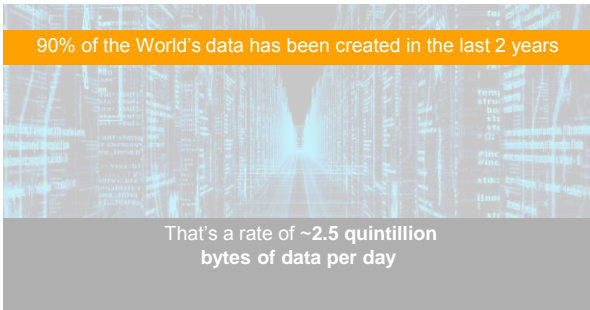 90% of the World's data has been created in the last 2 years
That's a rate of ~2.5 quintillion
bytes of data per day